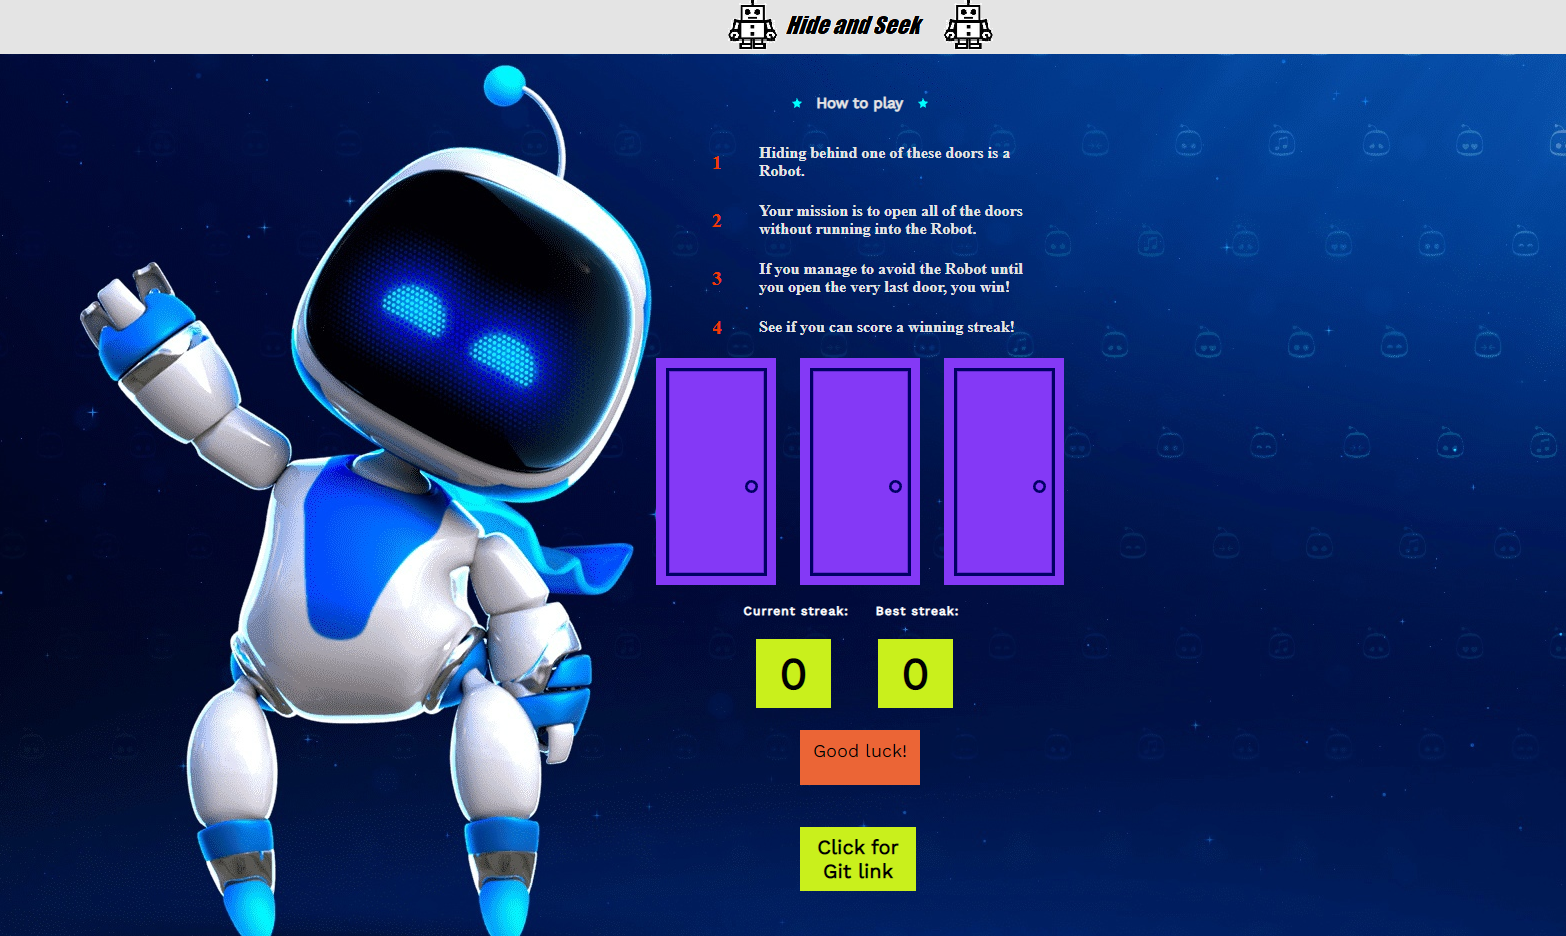 Hide and Seek
How to play
1
Hiding behind one of these doors is a
Robot.
2
Your mission is to open all of the doors
without running into the Robot.
3
If you manage to avoid the Robot until
you open the very last door, you win!
4
See if you can score a winning streak!
Current streak: Best streak:
0 0
Good luck!
Click for
Git link